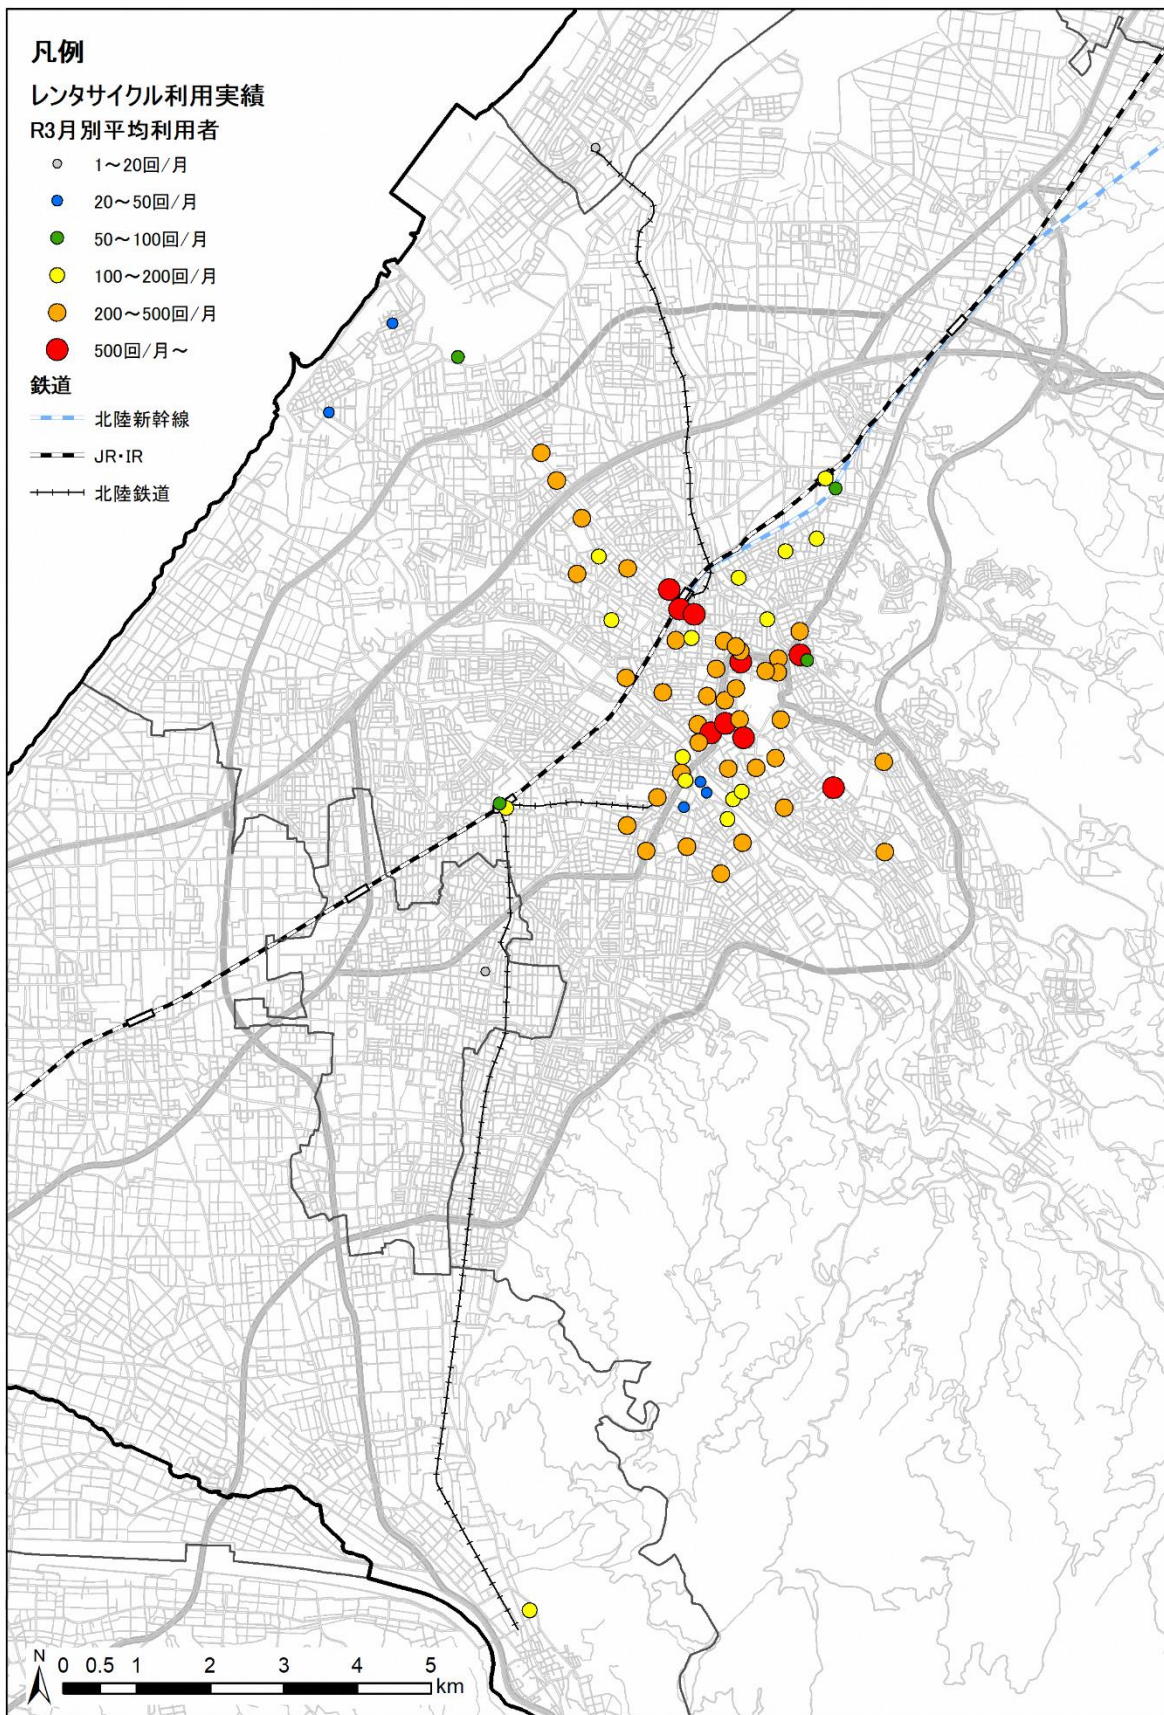 凡例
レンタサイクル利用実績
R3月別平均利用者
1～20回/月
20～50回/月
50～100回/月
100～200回/月
200～500回/月
500回/月～
鉄道
北陸新幹線
JR・IR
北陸鉄道
N
0 0.5 1 2 3 4 5
km